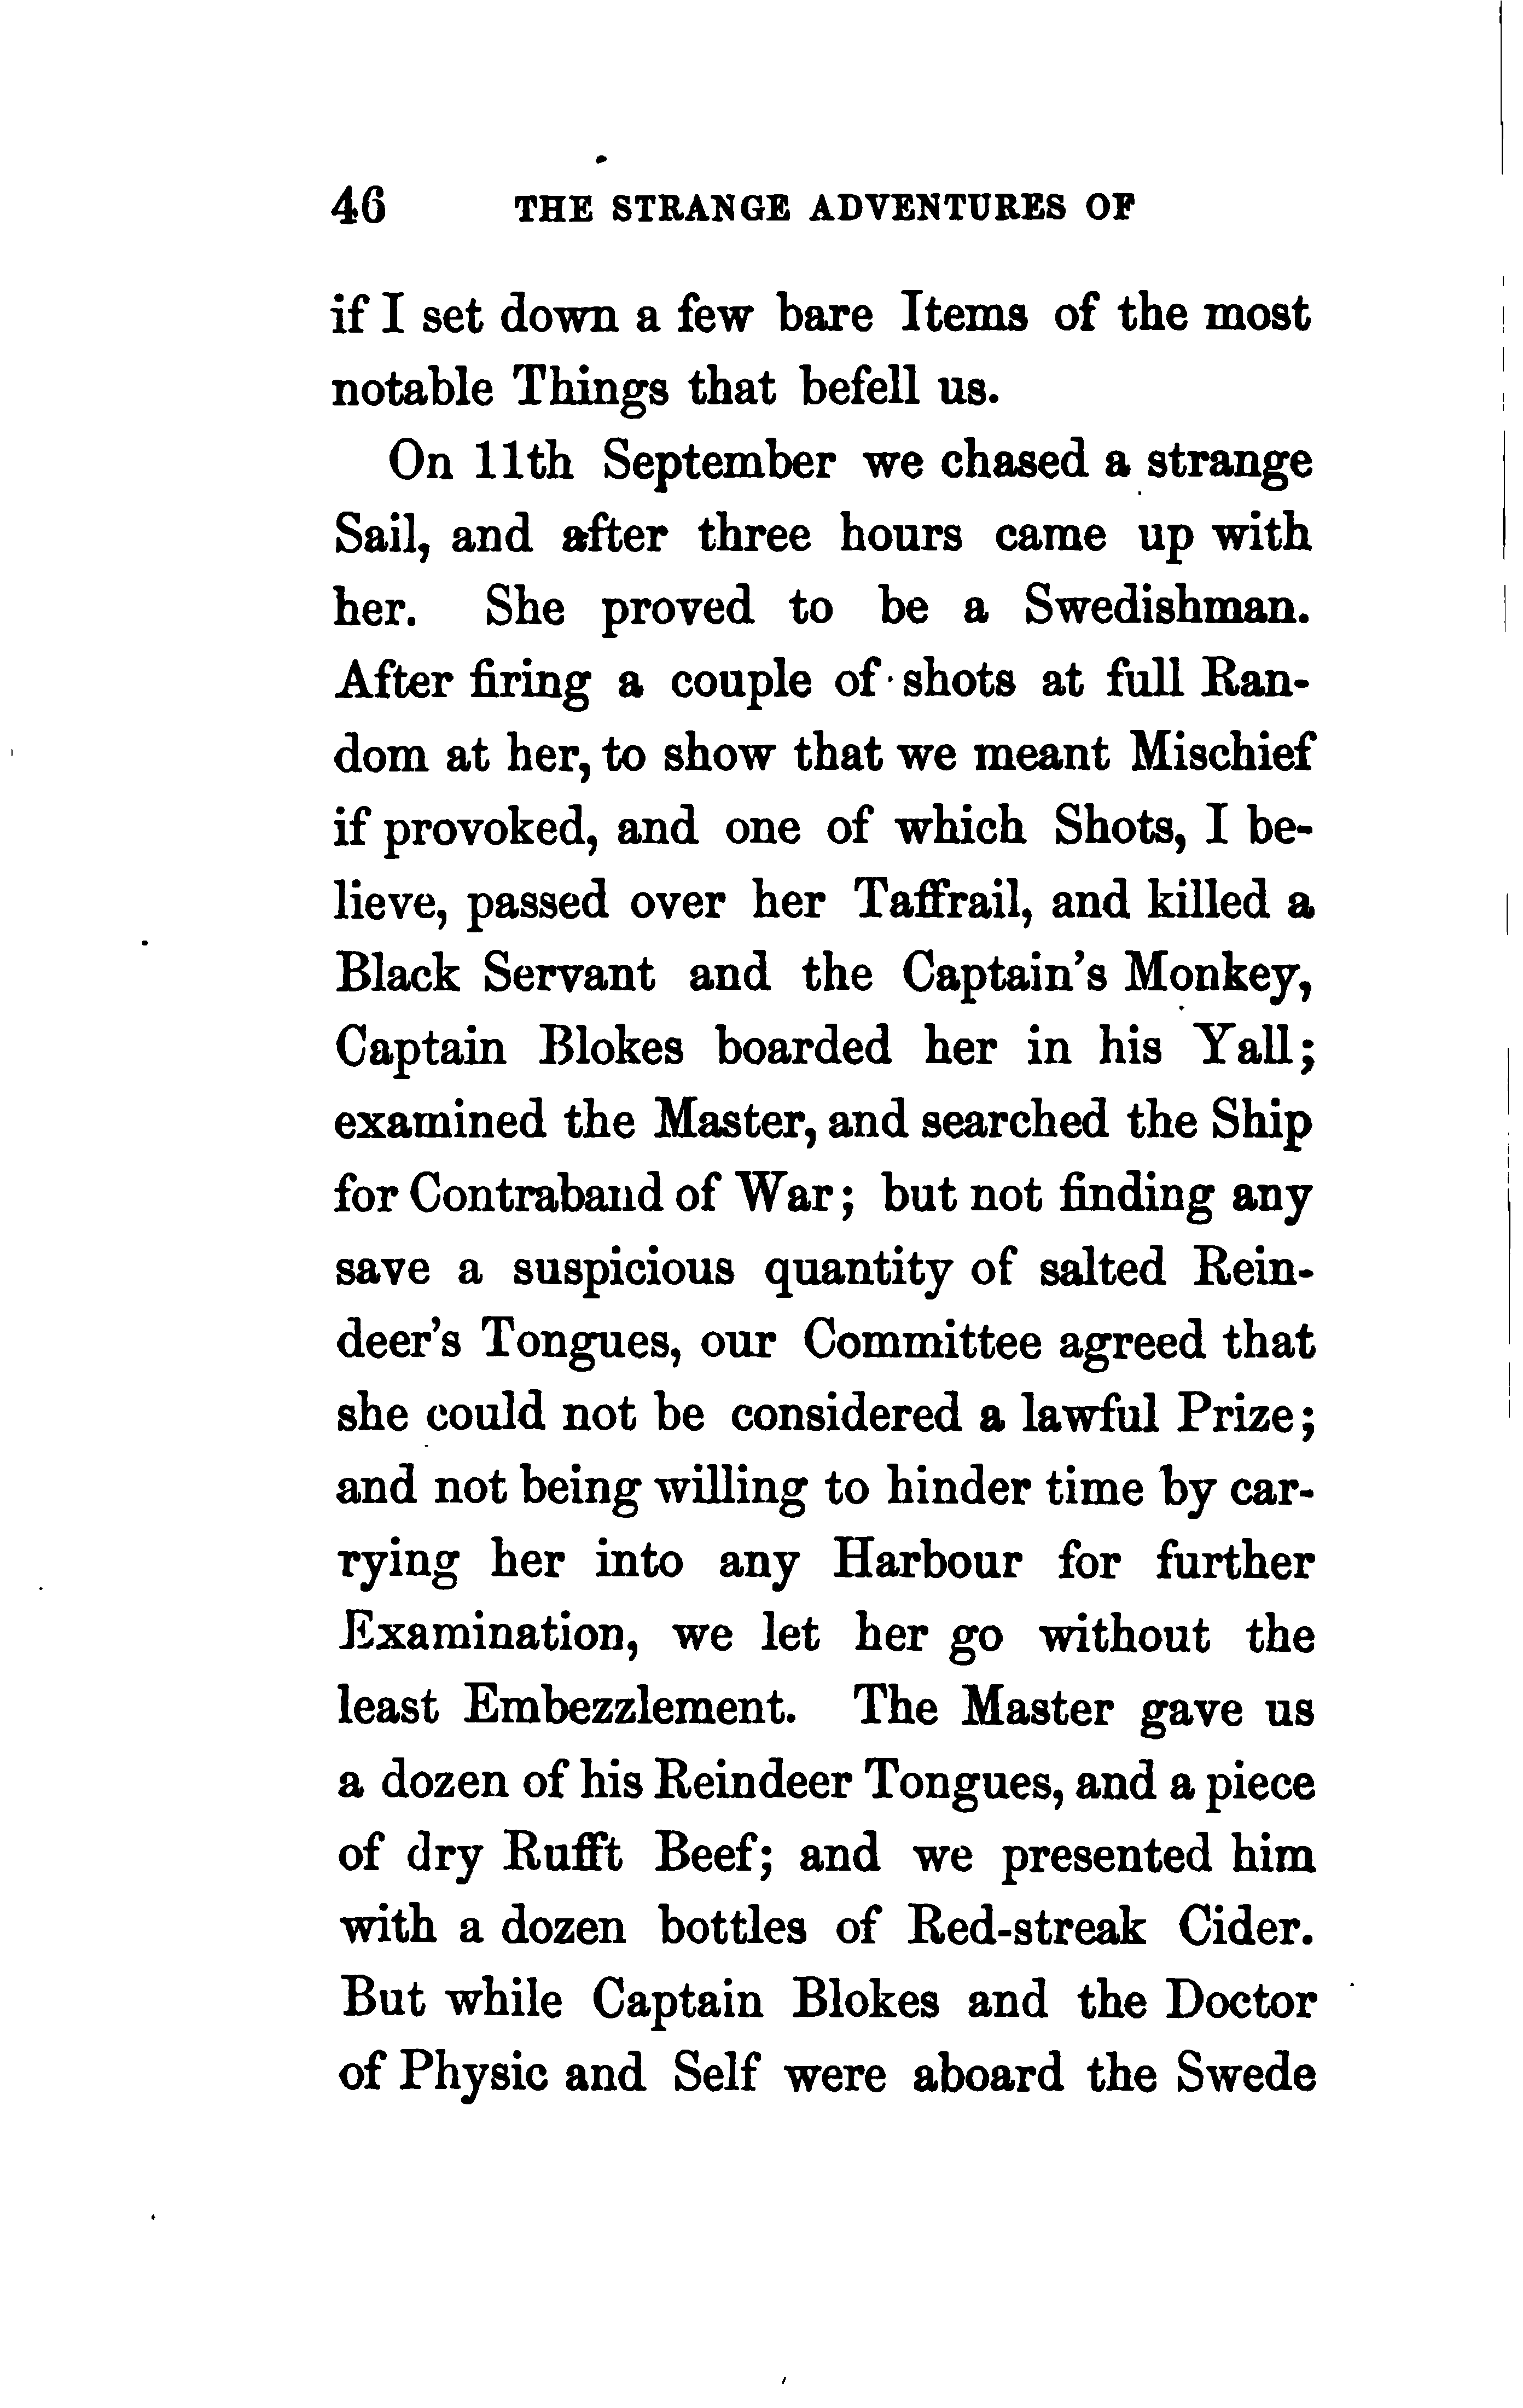 46 THE STRANGE ADVENTURES OF
if I set down a few bare Items of the most
notable Things that befell us.
On 11th September we chased a strange
Sail, and after three hours came up with
her. She proved to be a Swedishman.
After firing a couple of shots at full Ran-
dom at her, to show that we meant Mischief
if provoked, and one of which Shots, I be-
lieve, passed over her Taffrail, and killed a
Black Servant and the Captain's Monkey,
Captain Blokes boarded her in his Yall;
examined the Master, and searched the Ship
for Contraband of War; but not finding any
save a suspicious quantity of salted Rein-
deer's Tongues, our Committee agreed that
she could not be considered a lawful Prize;
and not being willing to hinder time by car-
rying her into any Harbour for further
Examination, we let her go without the
least Embezzlement. The Master gave us
a dozen of his Reindeer Tongues, and a piece
of dry Rufft Beef; and we presented him
with a dozen bottles of Red-streak Cider.
But while Captain Blokes and the Doctor
of Physic and Self were aboard the Swede